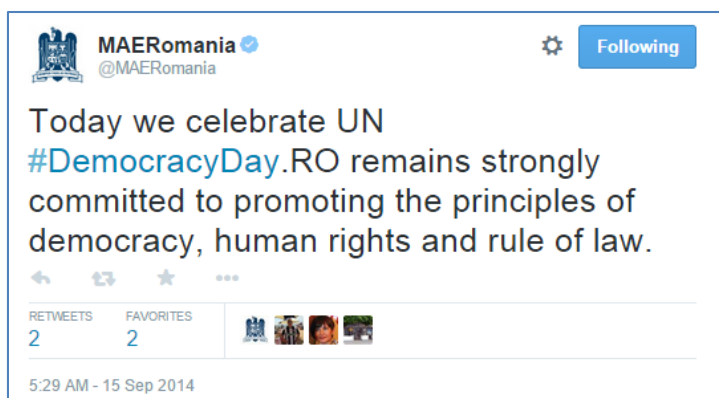 MAERomania
@MAERomania
Following
Today we celebrate UN
#DemocracyDay.RO remains strongly
committed to promoting the principles of
democracy, human rights and rule of law.
RETWEETS FAVORITES
2 2
5:29 AM - 15 Sep 2014